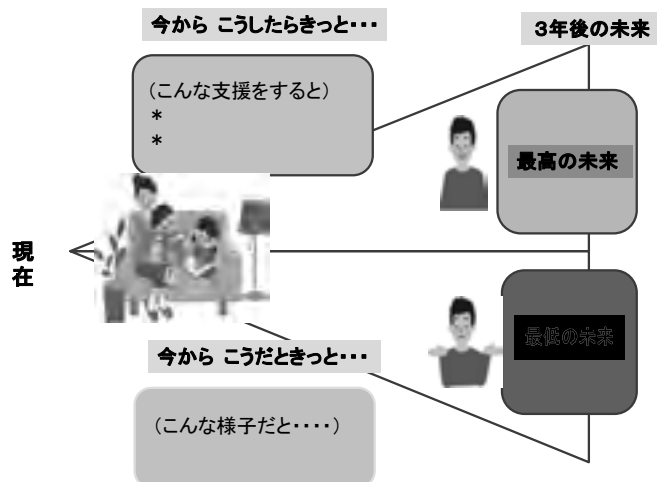 今から こうしたらきっと・・・
3年後の未来
(こんな支援をすると)
*
*
最高の未来
現在
最低の未来
今から こうだときっと・・・
(こんな様子だと・・・・)